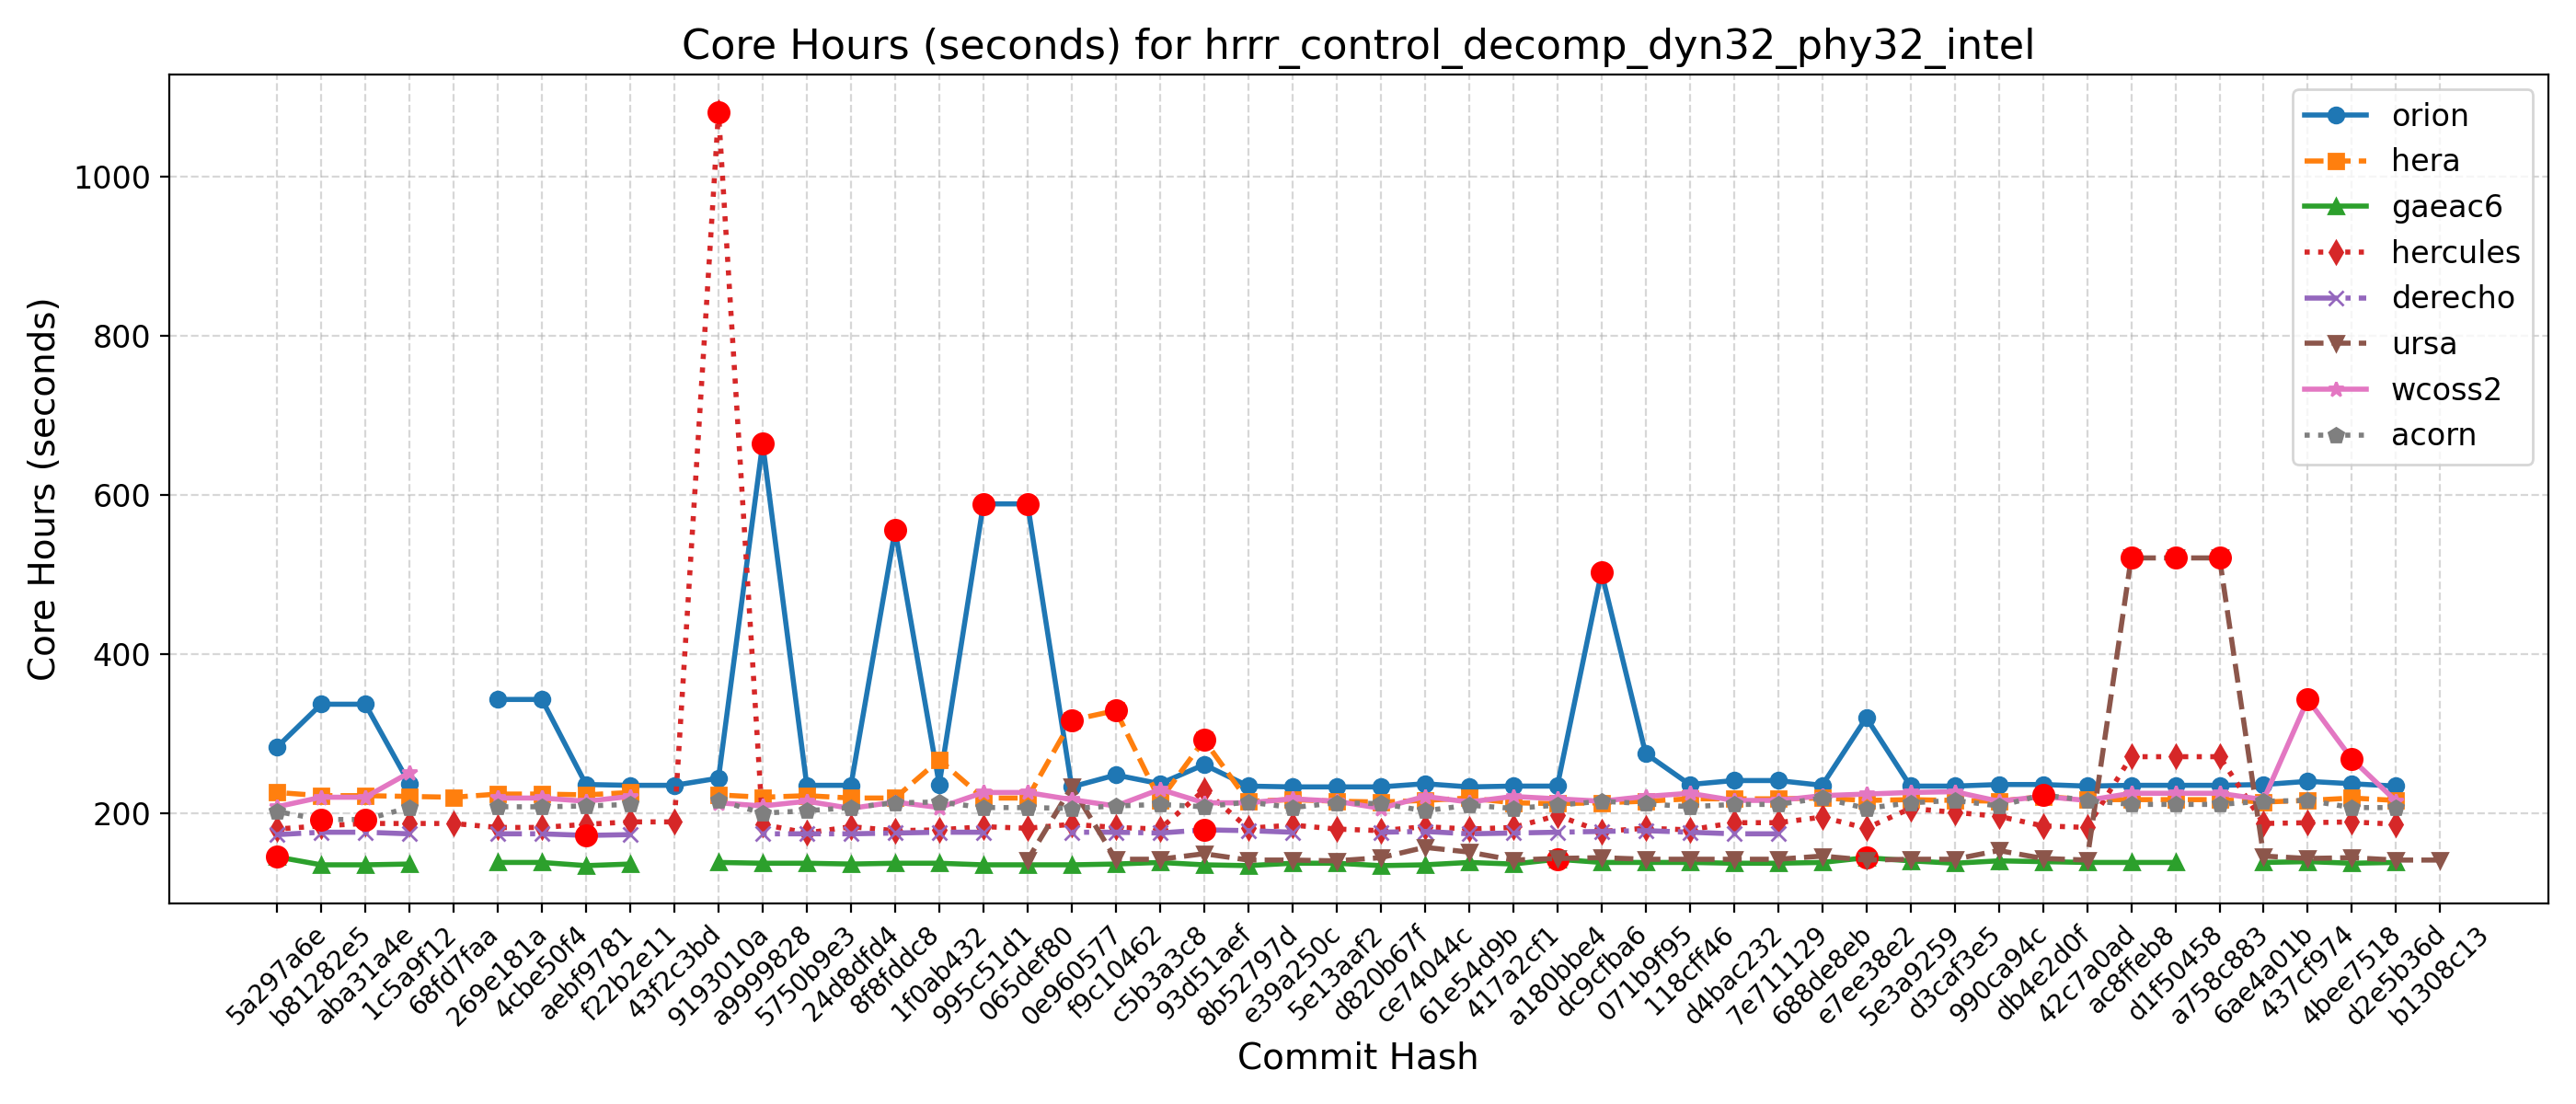 Core Hours (seconds) for hrrr_control_decomp_dyn32_phy32_intel
Core Hours (seconds)
1000
800
600
400
200
orion
hera
gaeac6
hercules
derecho
ursa
wcoss2
acorn
5a297a6e
b81282e5
aba31a4e
1c5a9f12
68fd7faa
269e181a
4cbe50f4
aebf9781
f22b2e11
43f2c3bd
9193010a
a9999828
5750b9e3
24d8dfd4
8f8fddc8
1f0ab432
995c51d1
065def80
0e960577
f9c10462
c5b3a3c8
93d51aef
8b52797d
e39a250c
5e13aaf2
d820b67f
ce74044c
61e54d9b
417a2cf1
a180bbe4
dc9cfba6
071b9f95
118cff46
d4bac232
7e711129
688de8eb
e7ee38e2
5e3a9259
d3caf3e5
990ca94c
db4e2d0f
42c7a0ad
ac8ffeb8
d1f50458
a758c883
6ae4a01b
437cf974
4bee7518
d2e5b36d
b1308c13
Commit Hash